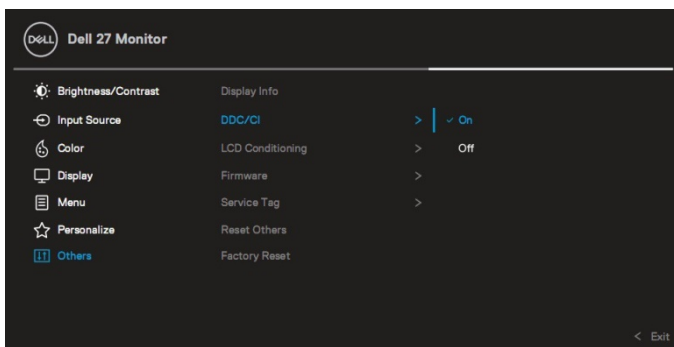 DELL Dell 27 Monitor
Brightness/Contrast Display Info
Input Source DDC/CI > ✓ On
Color LCD Conditioning > Off
Display Firmware >
Menu Service Tag >
Personalize Reset Others
Others Factory Reset
< Exit